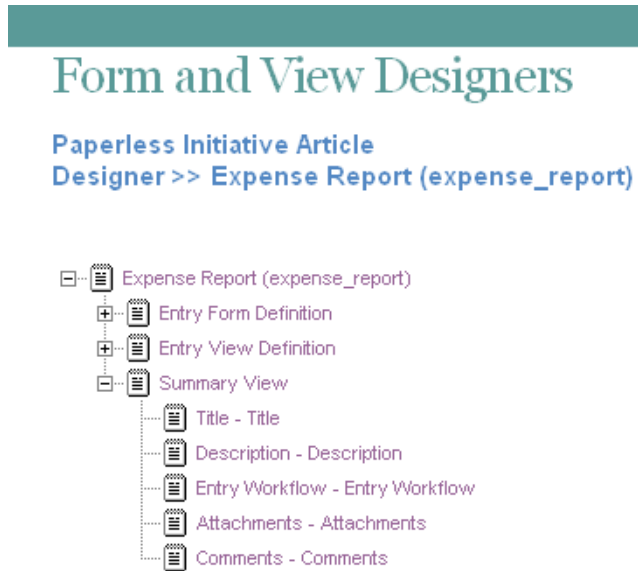 Form and View Designers
Paperless Initiative Article
Designer >> Expense Report (expense_report)
Expense Report (expense_report)
Entry Form Definition
Entry View Definition
Summary View
Title - Title
Description - Description
Entry Workflow - Entry Workflow
Attachments - Attachments
Comments - Comments